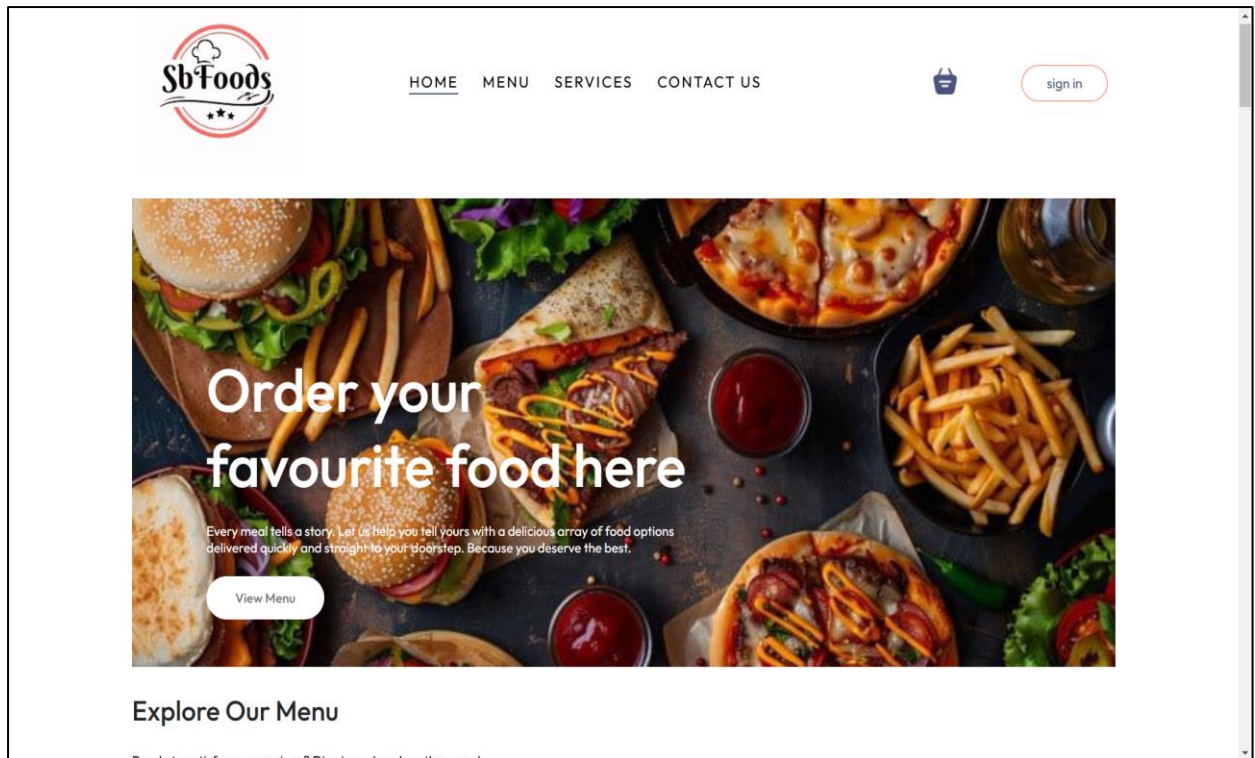 SbFoods
HOME MENU SERVICES CONTACT US
sign in
Order your
favourite food here
Every meal tells a story. Let us help you tell yours with a delicious array of food options
delivered quickly and straight to your doorstep. Because you deserve the best.
View Menu
Explore Our Menu